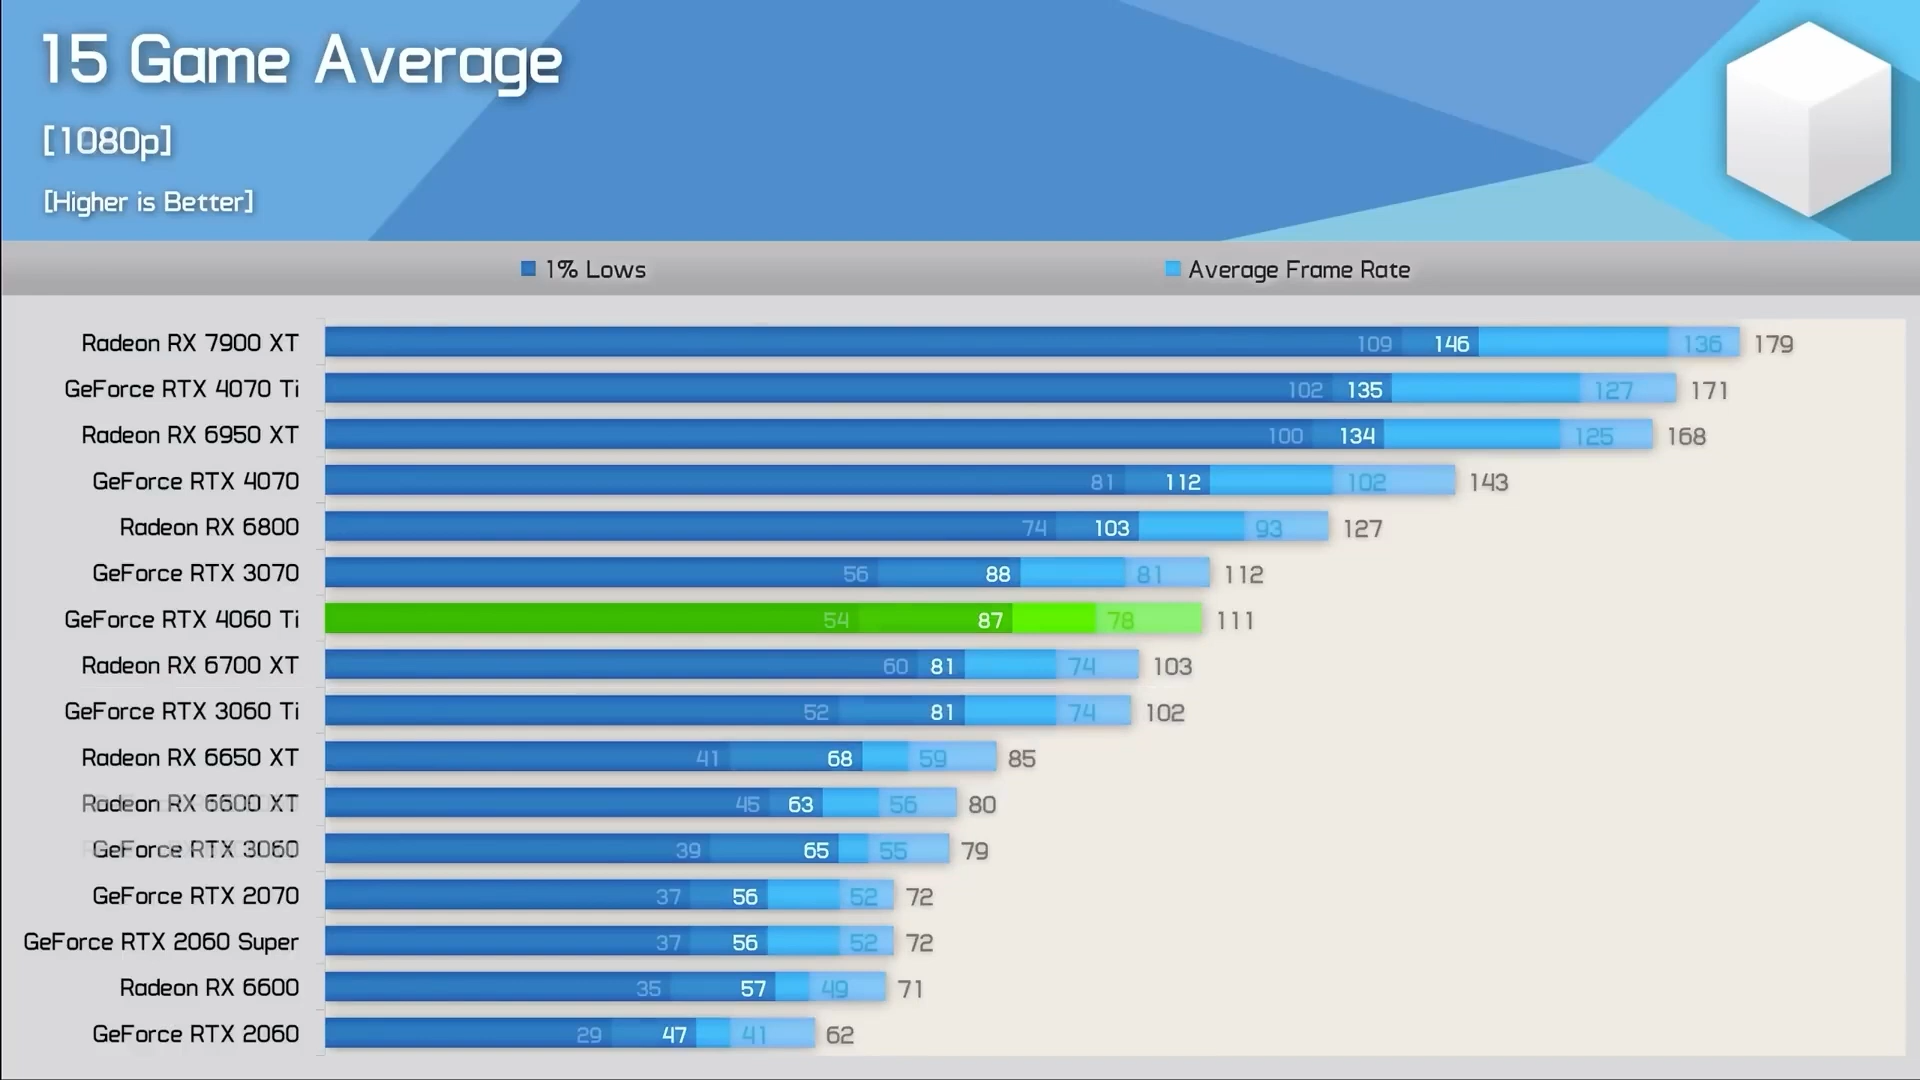 15 Game Average
[1080p]
[Higher is Better]
1% Lows Average Frame Rate
Radeon RX 7900 XT 109 146 136 179
GeForce RTX 4070 Ti 102 135 127 171
Radeon RX 6950 XT 100 134 125 168
GeForce RTX 4070 81 112 102 143
Radeon RX 6800 74 103 93 127
GeForce RTX 3070 56 88 81 112
GeForce RTX 4060 Ti 54 87 78 111
Radeon RX 6700 XT 60 81 74 103
GeForce RTX 3060 Ti 52 81 74 102
Radeon RX 6650 XT 41 68 59 85
Radeon RX 6600 XT 45 63 56 80
GeForce RTX 3060 39 65 55 79
GeForce RTX 2070 37 56 52 72
GeForce RTX 2060 Super 37 56 52 72
Radeon RX 6600 35 57 49 71
GeForce RTX 2060 29 47 41 62